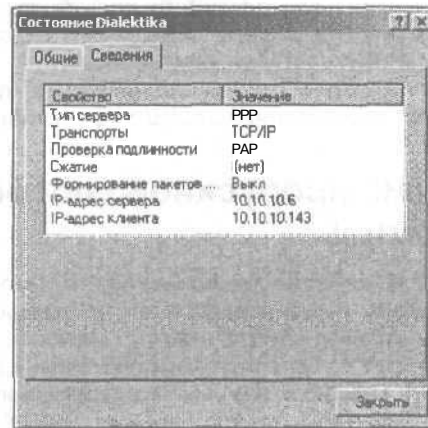 Состояние Dialektika
Общие Сведения
Свойство Значение
Тип сервера PPP
Транспорты TCP/IP
Проверка подлинности PAP
Сжатие (нет)
Формирование пакетов ... Выкл
IP-адрес сервера 10.10.10.6
IP-адрес клиента 10.10.10.143
Закрыть